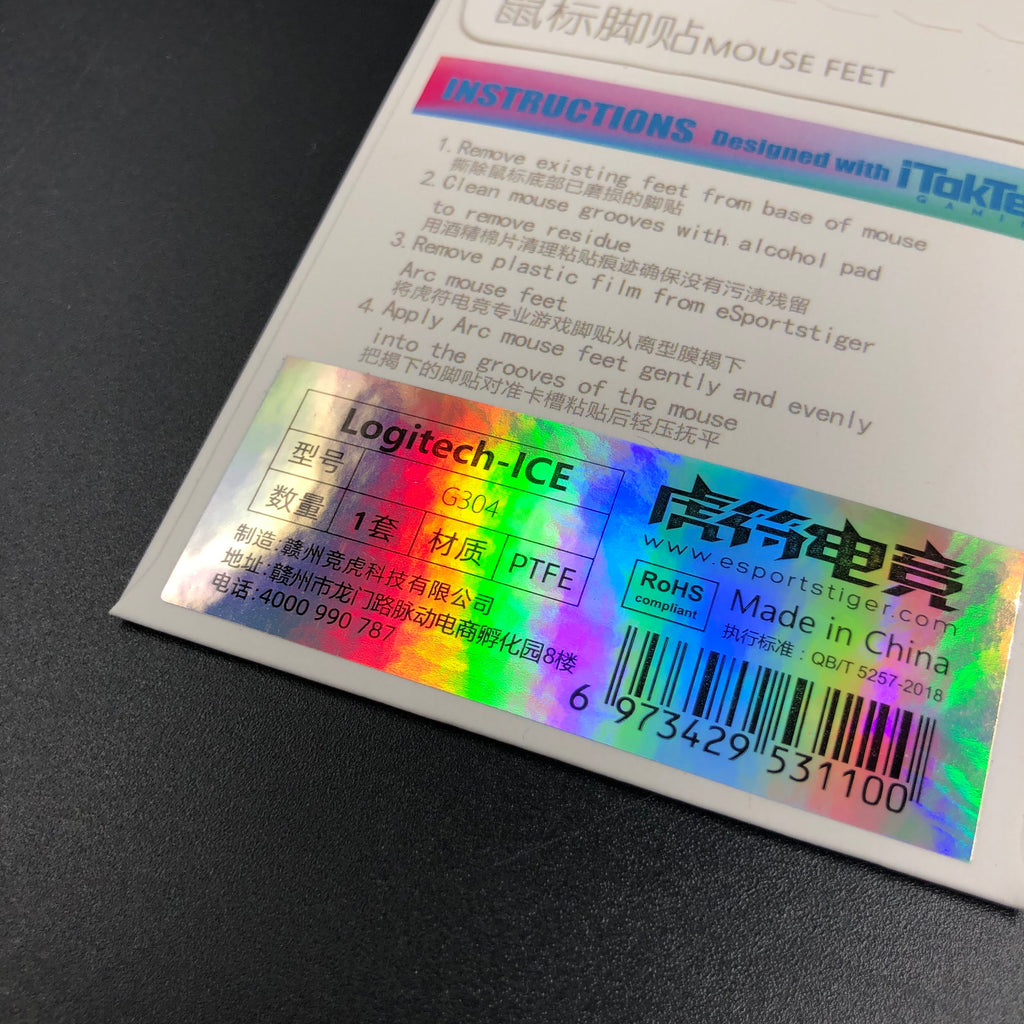 鼠标脚贴 MOUSE FEET
INSTRUCTIONS Designed with iTakTe
GAMI
1. Remove existing feet from base of mouse
撕除鼠标底部已磨损的脚贴
2. Clean mouse grooves with alcohol pad
to remove residue
用酒精棉片清理粘贴痕迹确保没有污渍残留
3. Remove plastic film from eSportstiger
Arc mouse feet
将虎符电竞专业游戏脚贴从离型膜揭下
4 Apply Arc mouse feet gently and evenly
into the grooves of the mouse
把揭下的脚贴对准卡槽粘贴后轻压抚平
Logitech-ICE
型号 G304
数量 1套 材质 PTFE
制造:赣州竞虎科技有限公司
地址:赣州市龙门路脉动电商孵化园8楼
电话:4000 990 787
虎符电竞
www.esportstiger.com
RoHS
compliant
Made in China
执行标准:QB/T 5257-2018
6 973429 531100